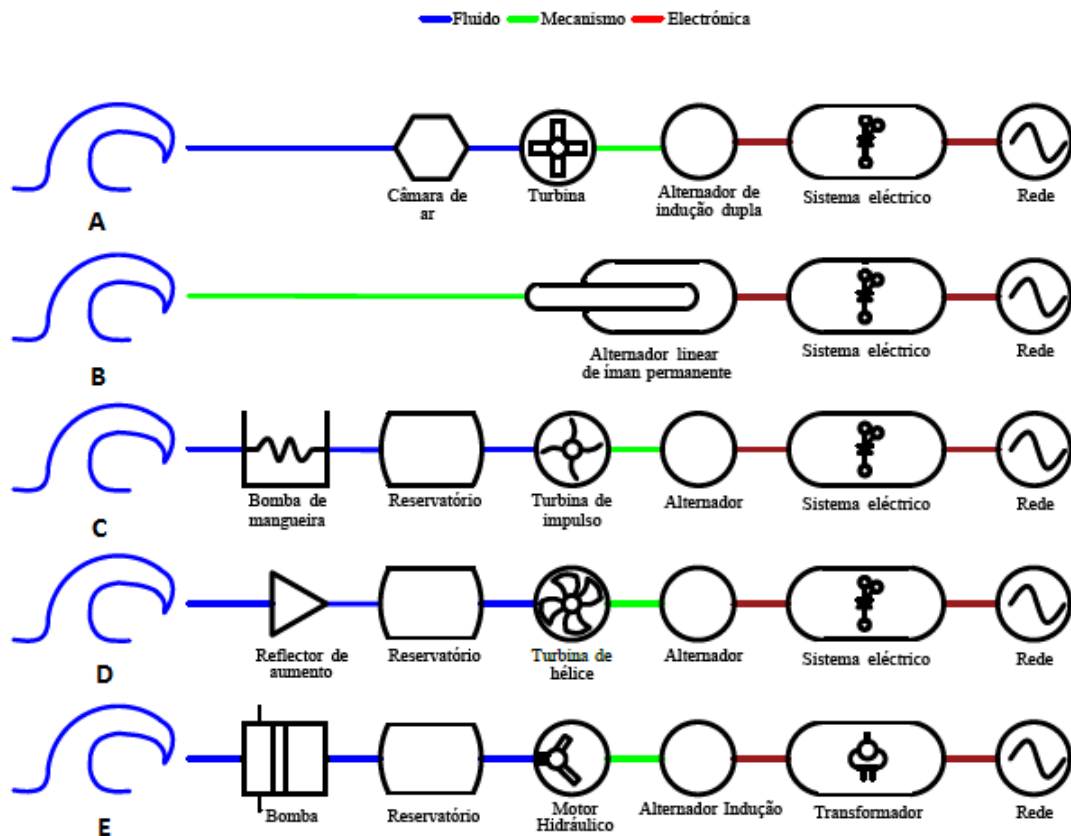 Fluido Mecanismo Electrónica
Câmara de
ar
Turbina
Alternador de
indução dupla
Sistema eléctrico
Rede
A
Alternador linear
de íman permanente
Sistema eléctrico
Rede
B
Bomba de
mangueira
Reservatório
Turbina de
impulso
Alternador
Sistema eléctrico
Rede
C
Reflector de
aumento
Reservatório
Turbina de
hélice
Alternador
Sistema eléctrico
Rede
D
Bomba
Reservatório
Motor
Hidráulico
Alternador Indução
Transformador
Rede
E